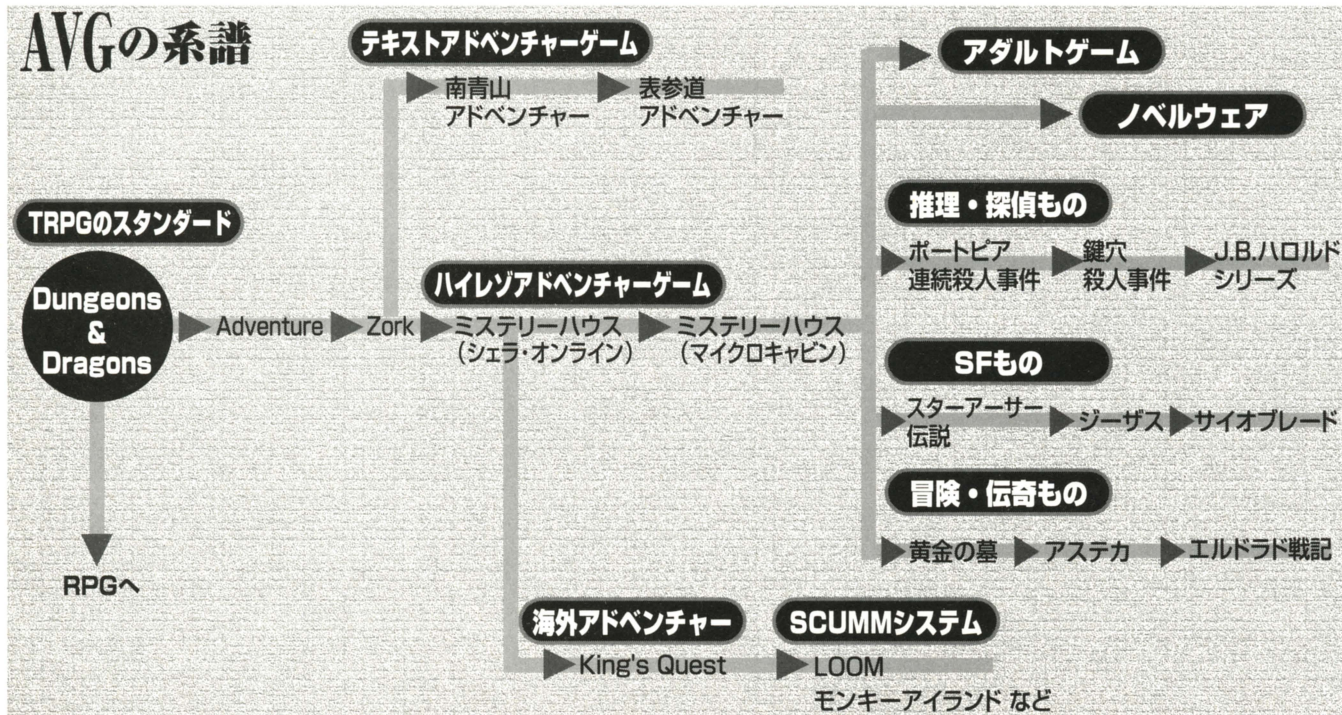 AVGの系譜
テキストアドベンチャーゲーム
南青山
アドベンチャー
表参道
アドベンチャー
アダルトゲーム
ノベルウェア
TRPGのスタンダード
Dungeons
&
Dragons
RPGへ
Adventure
Zork
ハイレゾアドベンチャーゲーム
ミステリーハウス
(シェラ・オンライン)
ミステリーハウス
(マイクロキャビン)
推理・探偵もの
ポートピア
連続殺人事件
鍵穴
殺人事件
J.B.ハロルド
シリーズ
SFもの
スターアーサー
伝説
ジーザス
サイオブレード
冒険・伝奇もの
黄金の墓
アステカ
エルドラド戦記
海外アドベンチャー
King's Quest
SCUMMシステム
LOOM
モンキーアイランド など